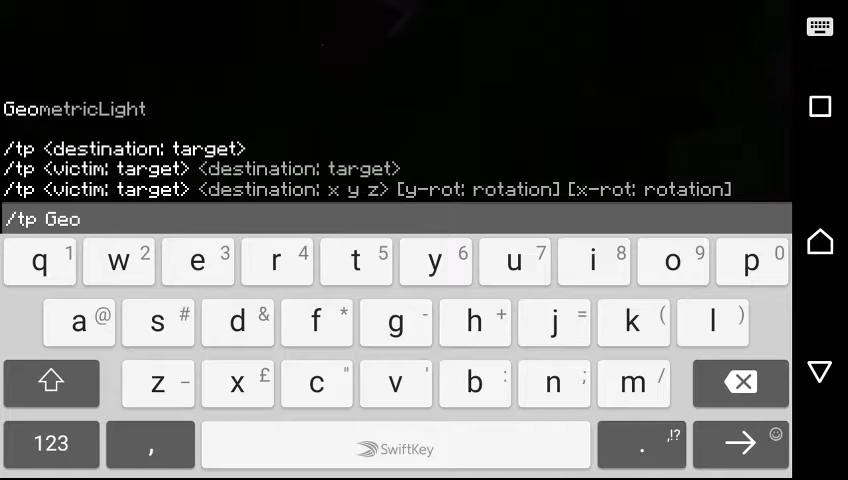 GeometricLight
/tp <destination: target>
/tp <victim: target> <destination: target>
/tp <victim: target> <destination: x y z> [y-rot: rotation] [x-rot: rotation]
/tp Geo
q 1 w 2 e 3 r 4 t 5 y 6 u 7 i 8 o 9 p 0
a @ s # d & f * g - h + j = k ( l )
z _ x £ c " v ' b : n ; m /
123 , SwiftKey . ,!?